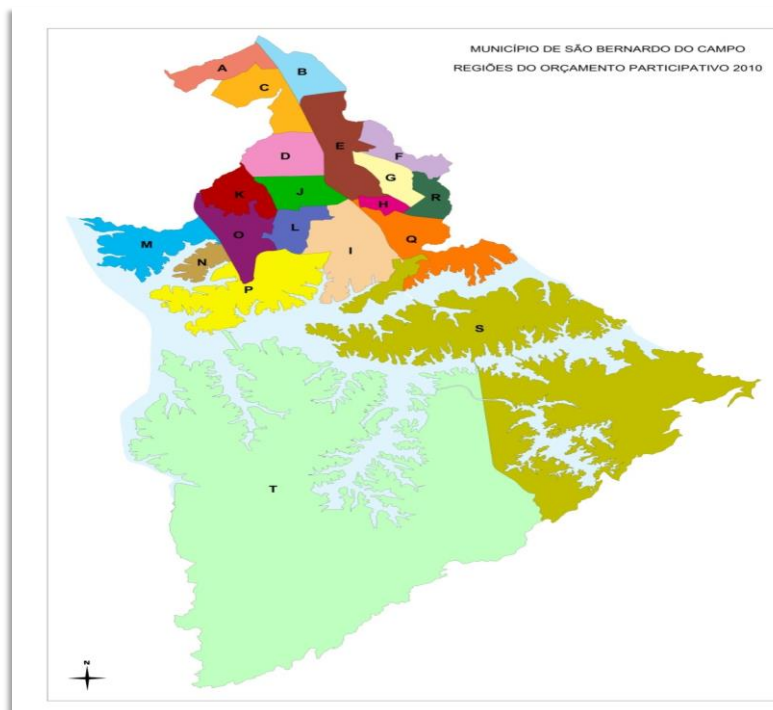 MUNICÍPIO DE SÃO BERNARDO DO CAMPO
REGIÕES DO ORÇAMENTO PARTICIPATIVO 2010
A
B
C
E
D
F
G
K
J
R
H
O
L
M
Q
I
N
P
S
T
N